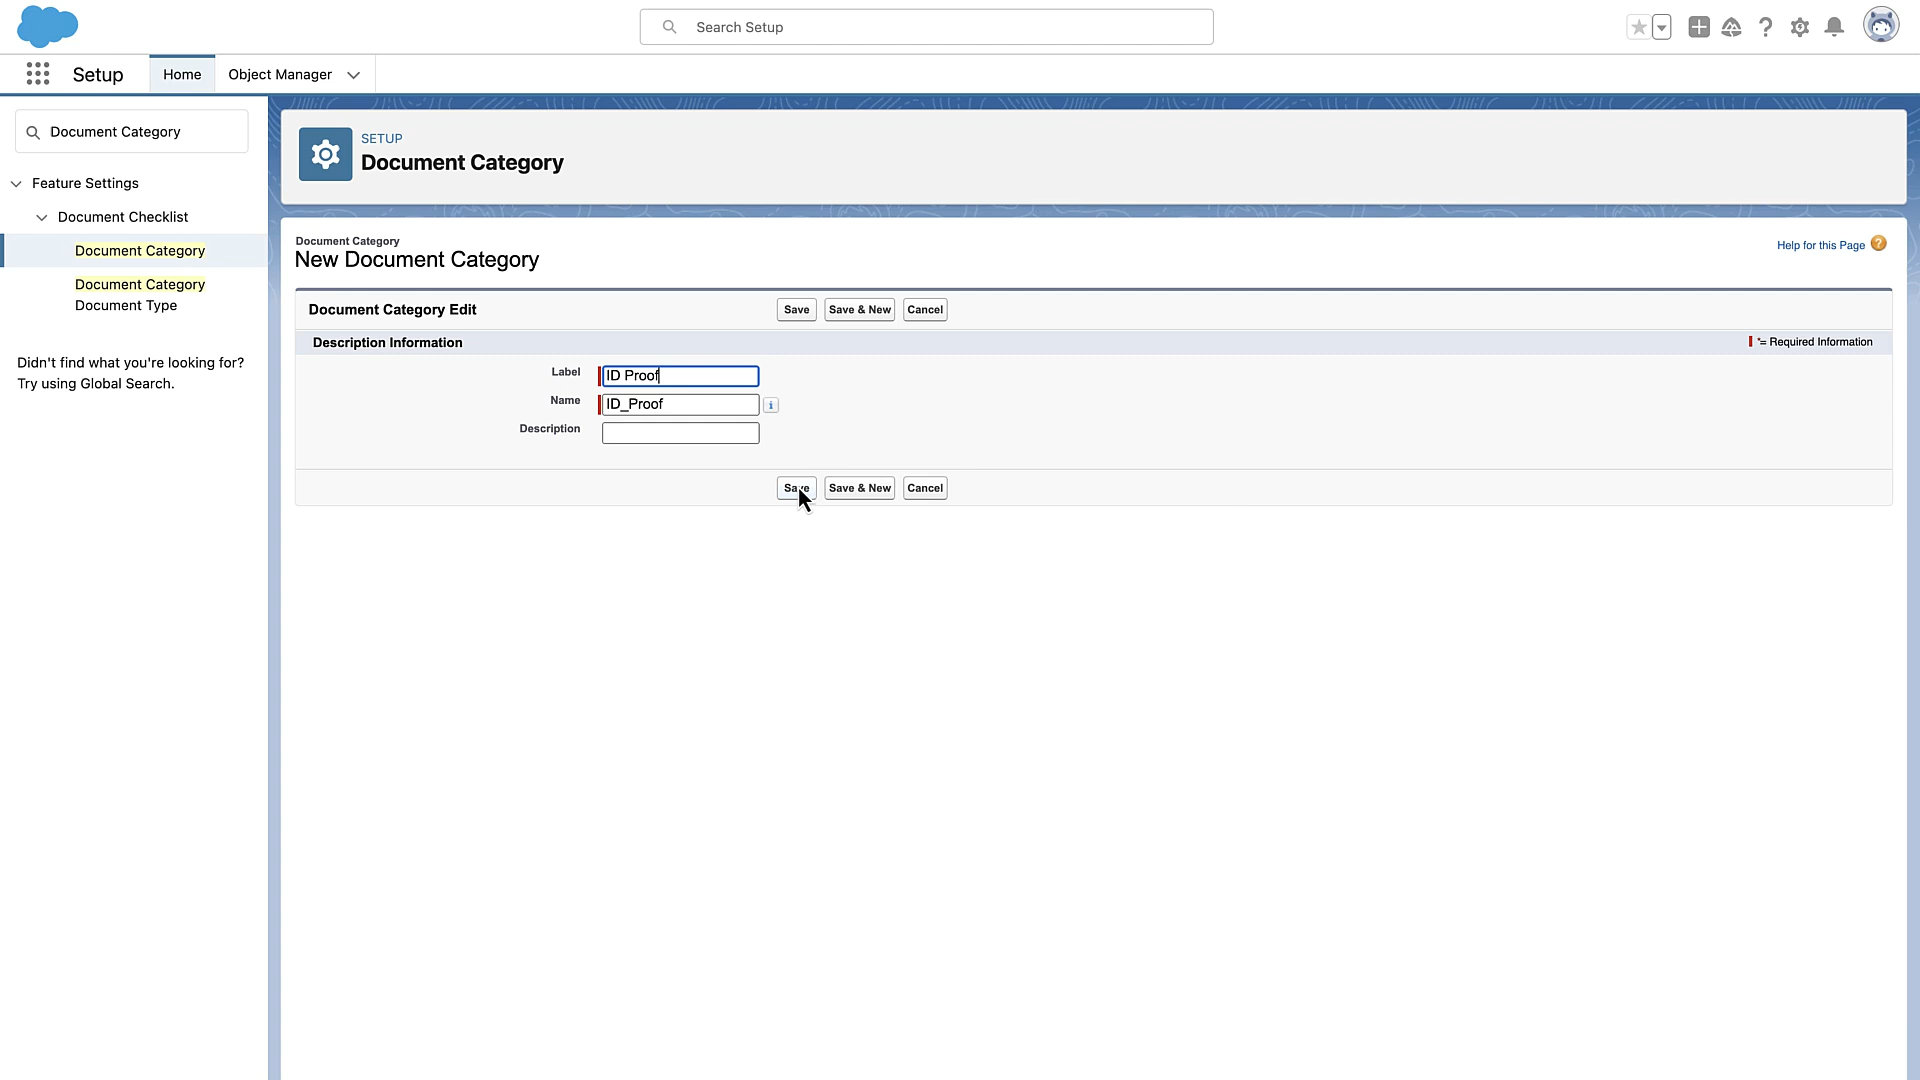 Search Setup
Setup
Home
Object Manager
Document Category
Feature Settings
Document Checklist
Document Category
Document Category
Document Type
Didn't find what you're looking for?
Try using Global Search.
SETUP
Document Category
Document Category
New Document Category
Help for this Page
Document Category Edit
Save
Save & New
Cancel
Description Information
*= Required Information
Label
ID Proof
Name
ID_Proof
Description
Save
Save & New
Cancel